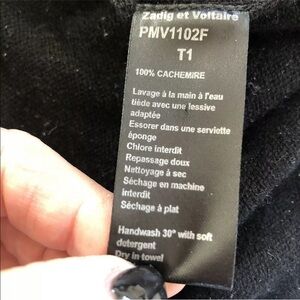 Zadig et Voltaire
PMV1102F
T1
100% CACHEMIRE
Lavage à la main à l'eau
tiède avec une lessive
adaptée
Essorer dans une serviette
éponge
Chlore interdit
Repassage doux
Nettoyage à sec
Séchage en machine
interdit
Séchage à plat
Handwash 30° with soft
detergent
Dry in towel